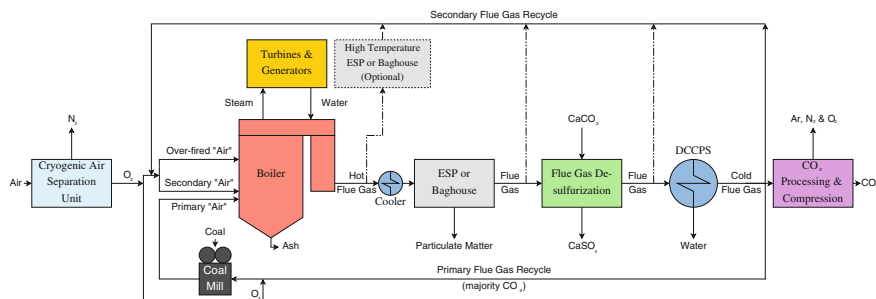 Secondary Flue Gas Recycle
Turbines &
Generators
High Temperature
ESP or Baghouse
(Optional)
Steam
Water
N₂
Over-fired "Air"
CaCO₃
DCCPS
Ar, N₂ & O₂
Air
Cryogenic Air
Separation
Unit
O₂
Secondary "Air"
Primary "Air"
Boiler
Hot
Flue Gas
Cooler
ESP or
Baghouse
Flue
Gas
Flue Gas De-
sulfurization
Flue
Gas
Cold
Flue Gas
CO₂
Processing &
Compression
CO
Coal
Ash
Particulate Matter
CaSO₄
Water
Coal
Mill
O₂
Primary Flue Gas Recycle
(majority CO₂)